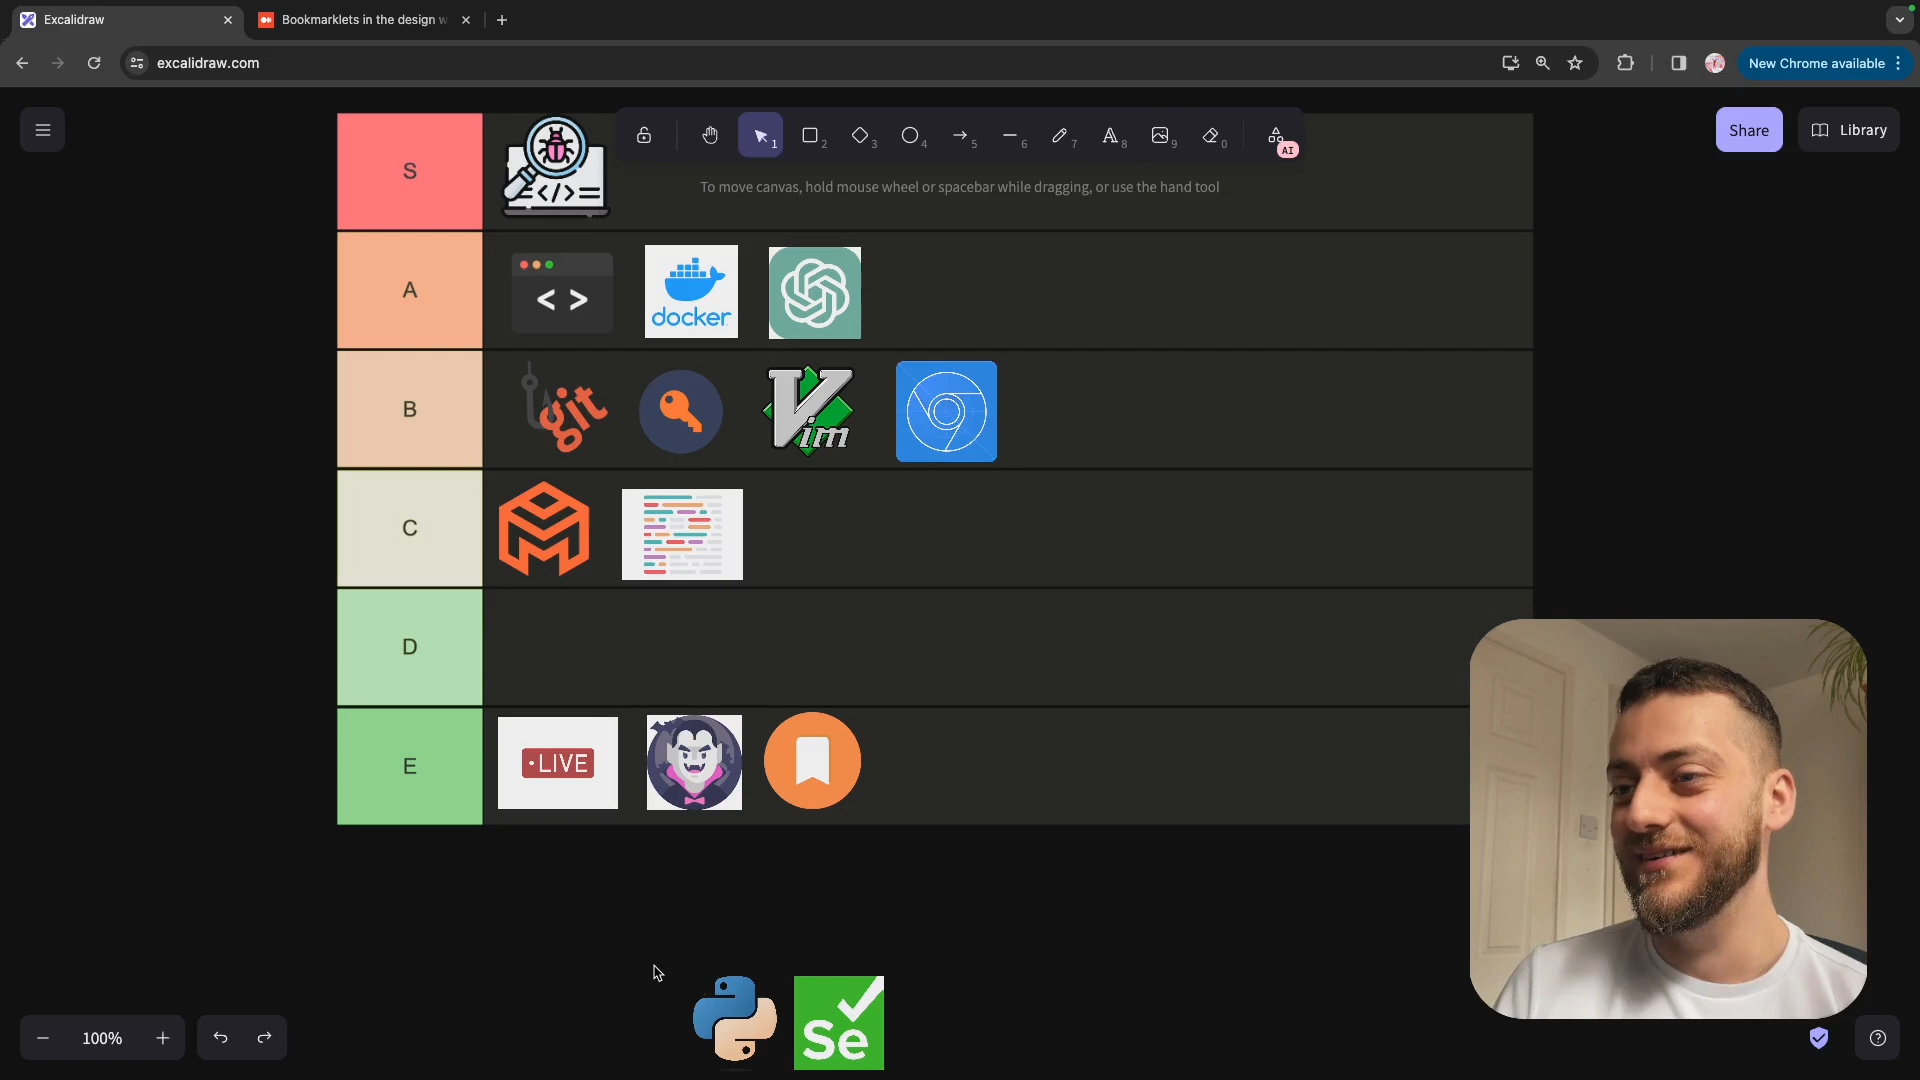 Excalidraw
Bookmarklets in the design w
excalidraw.com
New Chrome available
1 2 3 4 5 6 7 8 9 0
AI
Share
Library
To move canvas, hold mouse wheel or spacebar while dragging, or use the hand tool
S
</>
A
< >
docker
B
git
Vim
C
D
E
• LIVE
Se
100%